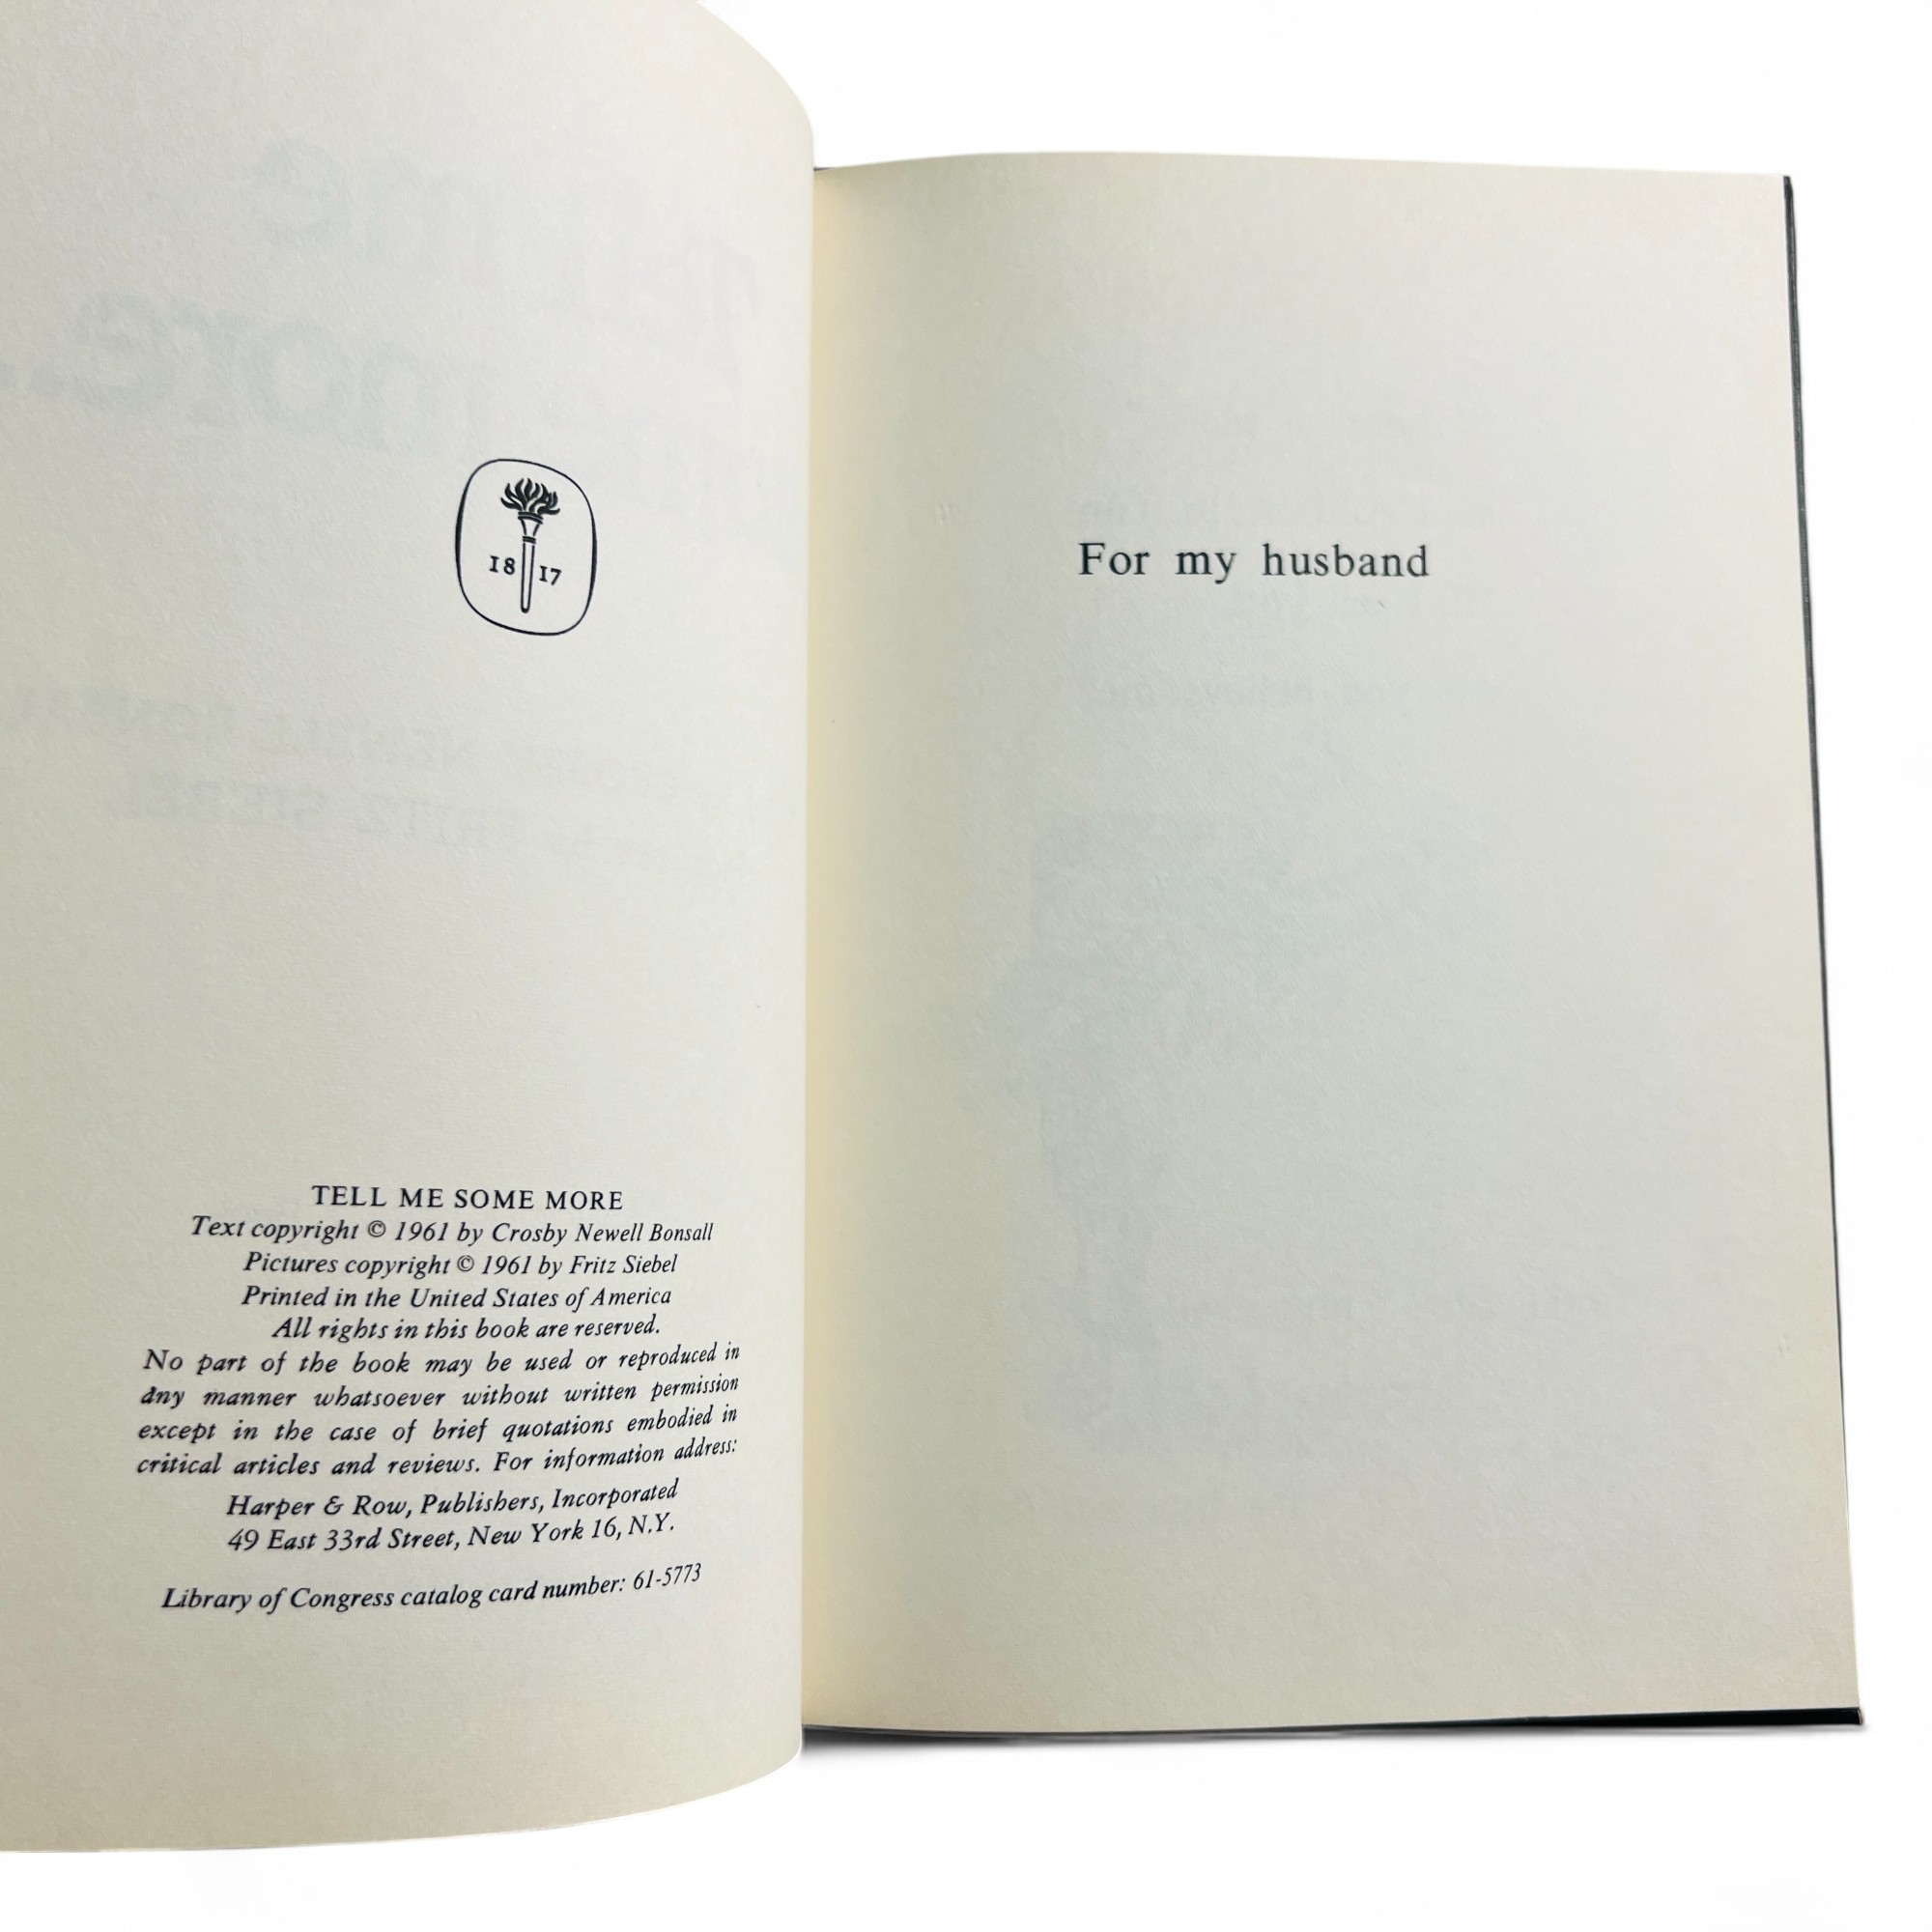 18 17
TELL ME SOME MORE
Text copyright © 1961 by Crosby Newell Bonsall
Pictures copyright © 1961 by Fritz Siebel
Printed in the United States of America
All rights in this book are reserved.
No part of the book may be used or reproduced in
any manner whatsoever without written permission
except in the case of brief quotations embodied in
critical articles and reviews. For information address:
Harper & Row, Publishers, Incorporated
49 East 33rd Street, New York 16, N.Y.
Library of Congress catalog card number: 61-5773
For my husband